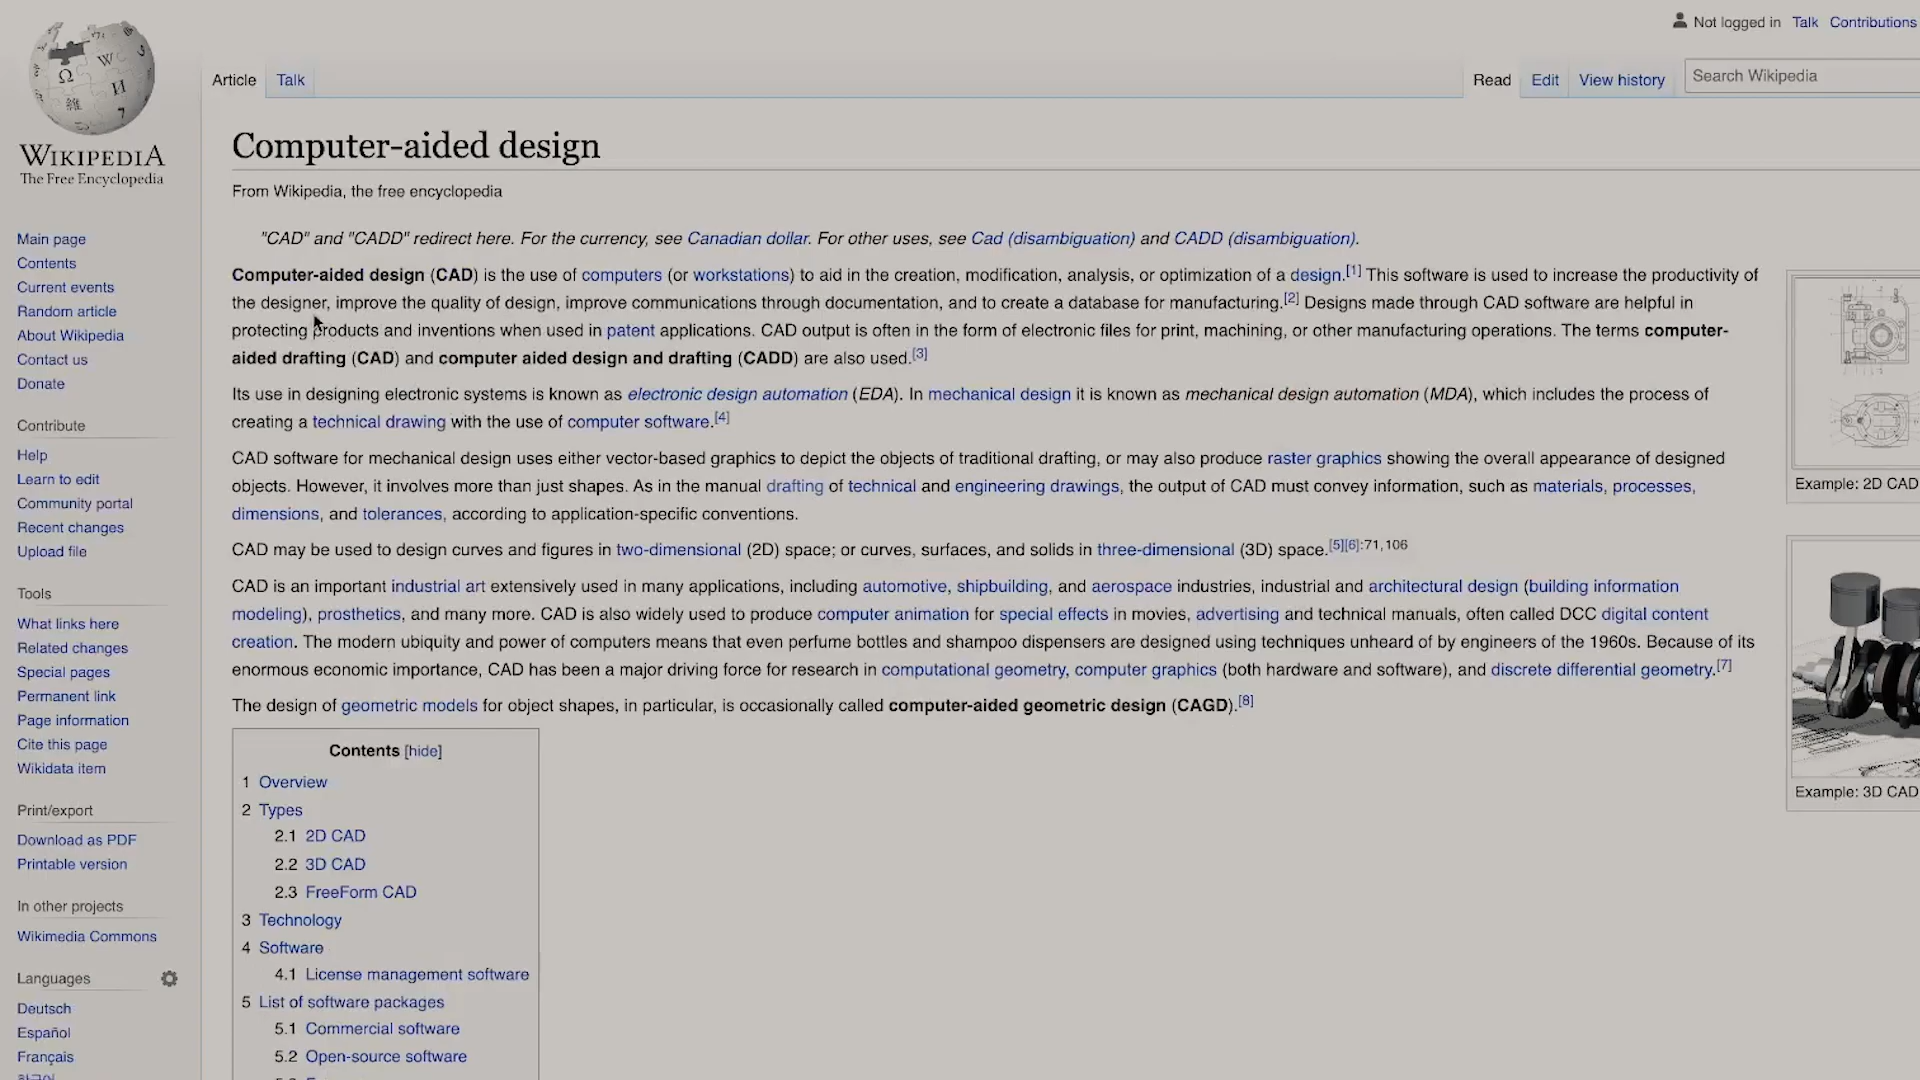 Not logged in Talk Contributions
Article Talk
Read Edit View history Search Wikipedia
WIKIPEDIA
The Free Encyclopedia
Main page
Contents
Current events
Random article
About Wikipedia
Contact us
Donate
Contribute
Help
Learn to edit
Community portal
Recent changes
Upload file
Tools
What links here
Related changes
Special pages
Permanent link
Page information
Cite this page
Wikidata item
Print/export
Download as PDF
Printable version
In other projects
Wikimedia Commons
Languages
Deutsch
Español
Français
Computer-aided design
From Wikipedia, the free encyclopedia
"CAD" and "CADD" redirect here. For the currency, see Canadian dollar. For other uses, see Cad (disambiguation) and CADD (disambiguation).
Computer-aided design (CAD) is the use of computers (or workstations) to aid in the creation, modification, analysis, or optimization of a design.[1] This software is used to increase the productivity of
the designer, improve the quality of design, improve communications through documentation, and to create a database for manufacturing.[2] Designs made through CAD software are helpful in
protecting products and inventions when used in patent applications. CAD output is often in the form of electronic files for print, machining, or other manufacturing operations. The terms computer-
aided drafting (CAD) and computer aided design and drafting (CADD) are also used.[3]
Its use in designing electronic systems is known as electronic design automation (EDA). In mechanical design it is known as mechanical design automation (MDA), which includes the process of
creating a technical drawing with the use of computer software.[4]
CAD software for mechanical design uses either vector-based graphics to depict the objects of traditional drafting, or may also produce raster graphics showing the overall appearance of designed
objects. However, it involves more than just shapes. As in the manual drafting of technical and engineering drawings, the output of CAD must convey information, such as materials, processes,
dimensions, and tolerances, according to application-specific conventions.
CAD may be used to design curves and figures in two-dimensional (2D) space; or curves, surfaces, and solids in three-dimensional (3D) space.[5][6]:71,106
CAD is an important industrial art extensively used in many applications, including automotive, shipbuilding, and aerospace industries, industrial and architectural design (building information
modeling), prosthetics, and many more. CAD is also widely used to produce computer animation for special effects in movies, advertising and technical manuals, often called DCC digital content
creation. The modern ubiquity and power of computers means that even perfume bottles and shampoo dispensers are designed using techniques unheard of by engineers of the 1960s. Because of its
enormous economic importance, CAD has been a major driving force for research in computational geometry, computer graphics (both hardware and software), and discrete differential geometry.[7]
The design of geometric models for object shapes, in particular, is occasionally called computer-aided geometric design (CAGD).[8]
Contents [hide]
1 Overview
2 Types
2.1 2D CAD
2.2 3D CAD
2.3 FreeForm CAD
3 Technology
4 Software
4.1 License management software
5 List of software packages
5.1 Commercial software
5.2 Open-source software
Example: 2D CAD
Example: 3D CAD